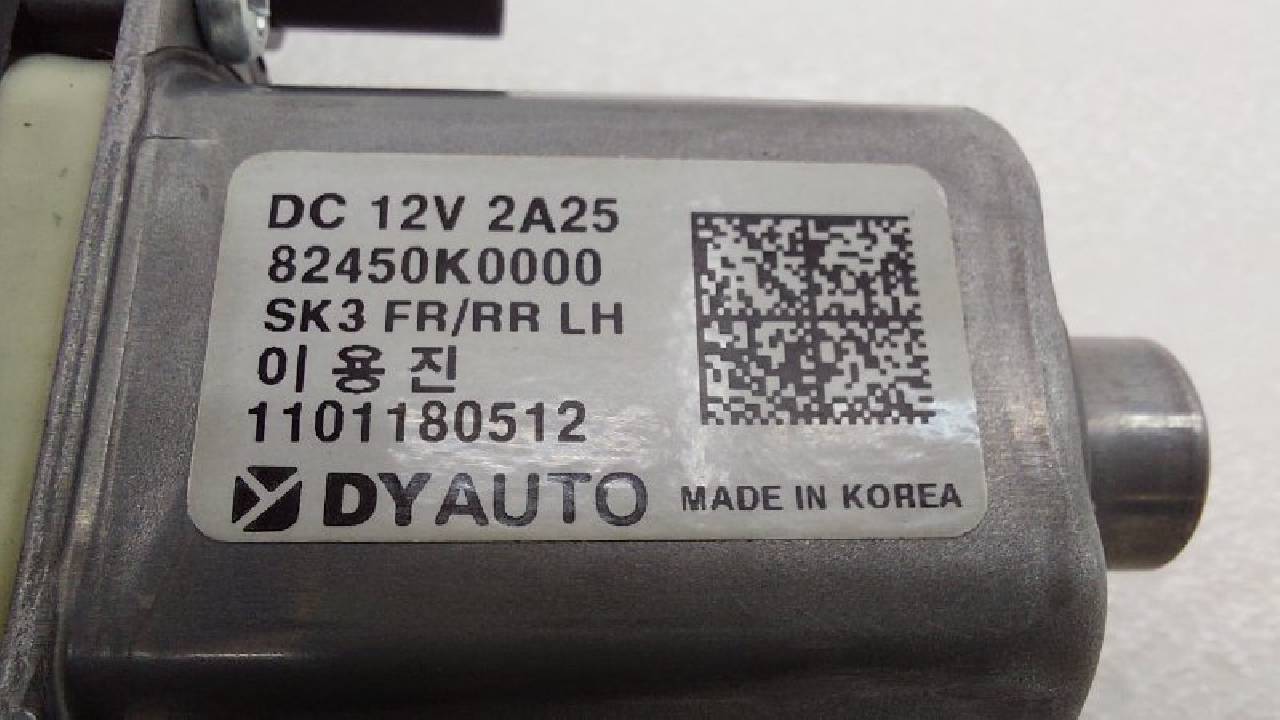 DC 12V 2A25
82450K0000
SK3 FR/RR LH
이용진
1101180512
DYAUTO MADE IN KOREA